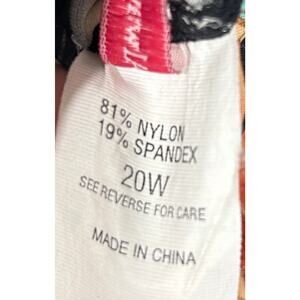 81% NYLON
19% SPANDEX
20W
SEE REVERSE FOR CARE
MADE IN CHINA